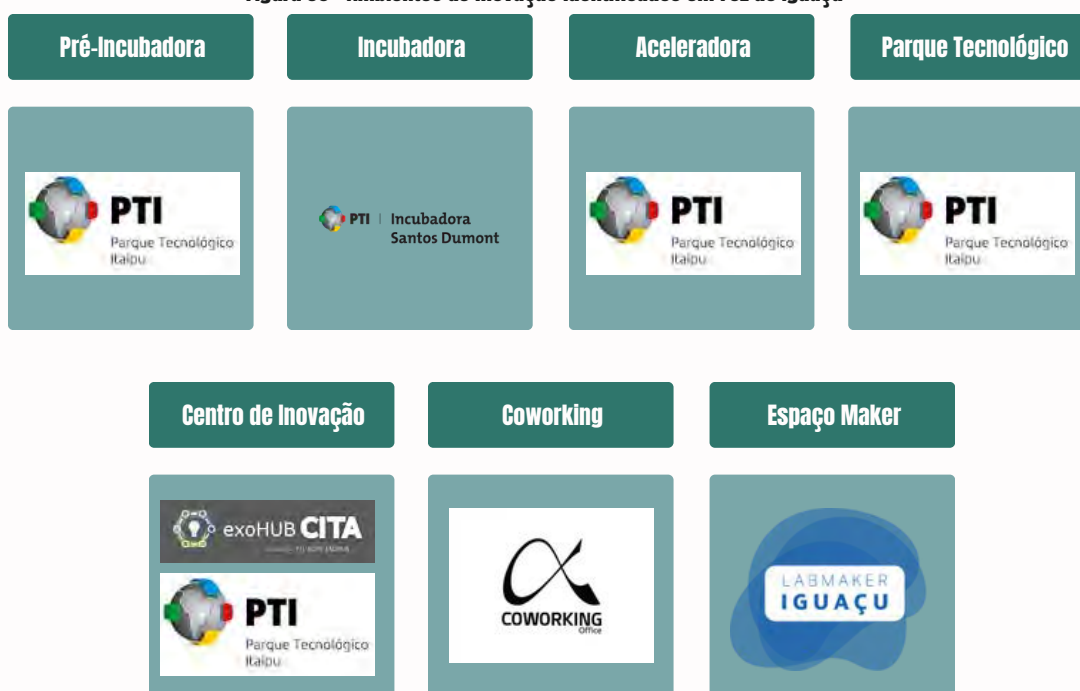 Pré-Incubadora
Incubadora
Aceleradora
Parque Tecnológico
PTI
Parque Tecnológico
Itaipu
PTI | Incubadora
Santos Dumont
PTI
Parque Tecnológico
Itaipu
PTI
Parque Tecnológico
Itaipu
Centro de Inovação
Coworking
Espaço Maker
exoHUB CITA
PTI
Parque Tecnológico
Itaipu
COWORKING
Office
LABMAKER
IGUAÇU